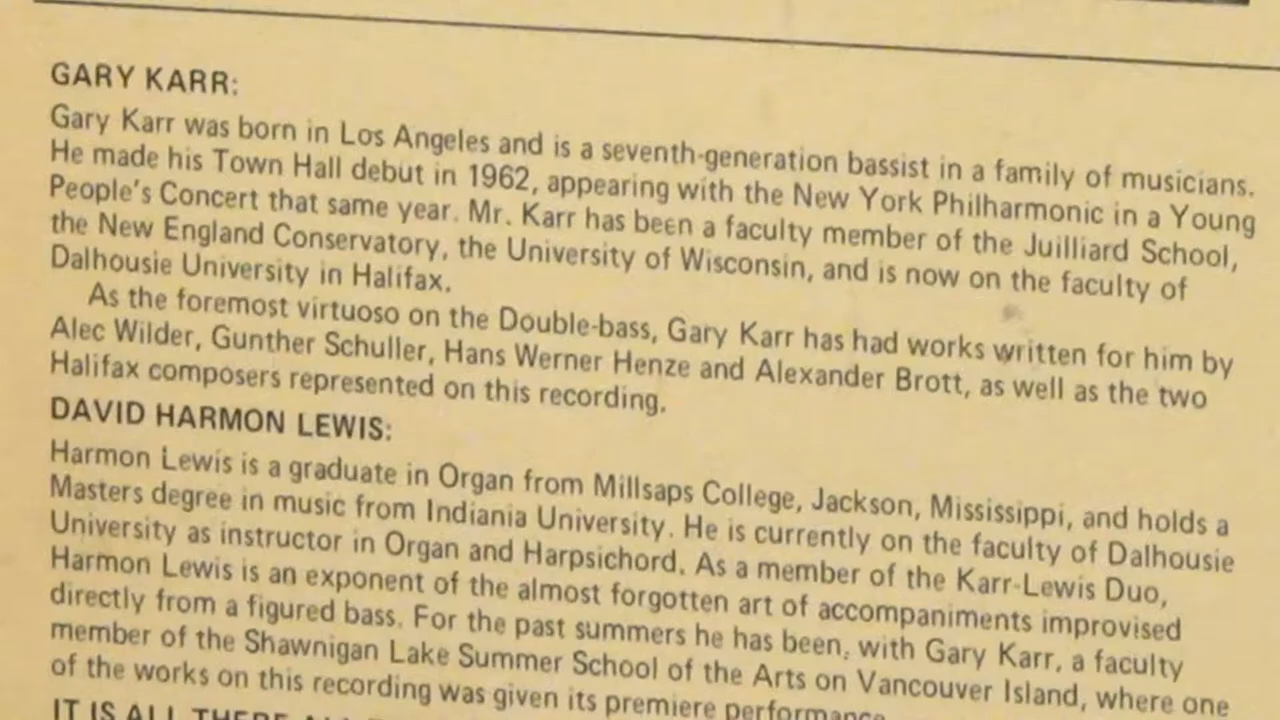 GARY KARR:
Gary Karr was born in Los Angeles and is a seventh-generation bassist in a family of musicians.
He made his Town Hall debut in 1962, appearing with the New York Philharmonic in a Young
People's Concert that same year. Mr. Karr has been a faculty member of the Juilliard School,
the New England Conservatory, the University of Wisconsin, and is now on the faculty of
Dalhousie University in Halifax.
As the foremost virtuoso on the Double-bass, Gary Karr has had works written for him by
Alec Wilder, Gunther Schuller, Hans Werner Henze and Alexander Brott, as well as the two
Halifax composers represented on this recording.
DAVID HARMON LEWIS:
Harmon Lewis is a graduate in Organ from Millsaps College, Jackson, Mississippi, and holds a
Masters degree in music from Indiania University. He is currently on the faculty of Dalhousie
University as instructor in Organ and Harpsichord. As a member of the Karr-Lewis Duo,
Harmon Lewis is an exponent of the almost forgotten art of accompaniments improvised
directly from a figured bass. For the past summers he has been, with Gary Karr, a faculty
member of the Shawnigan Lake Summer School of the Arts on Vancouver Island, where one
of the works on this recording was given its premiere performance
IT IS ALL THERE